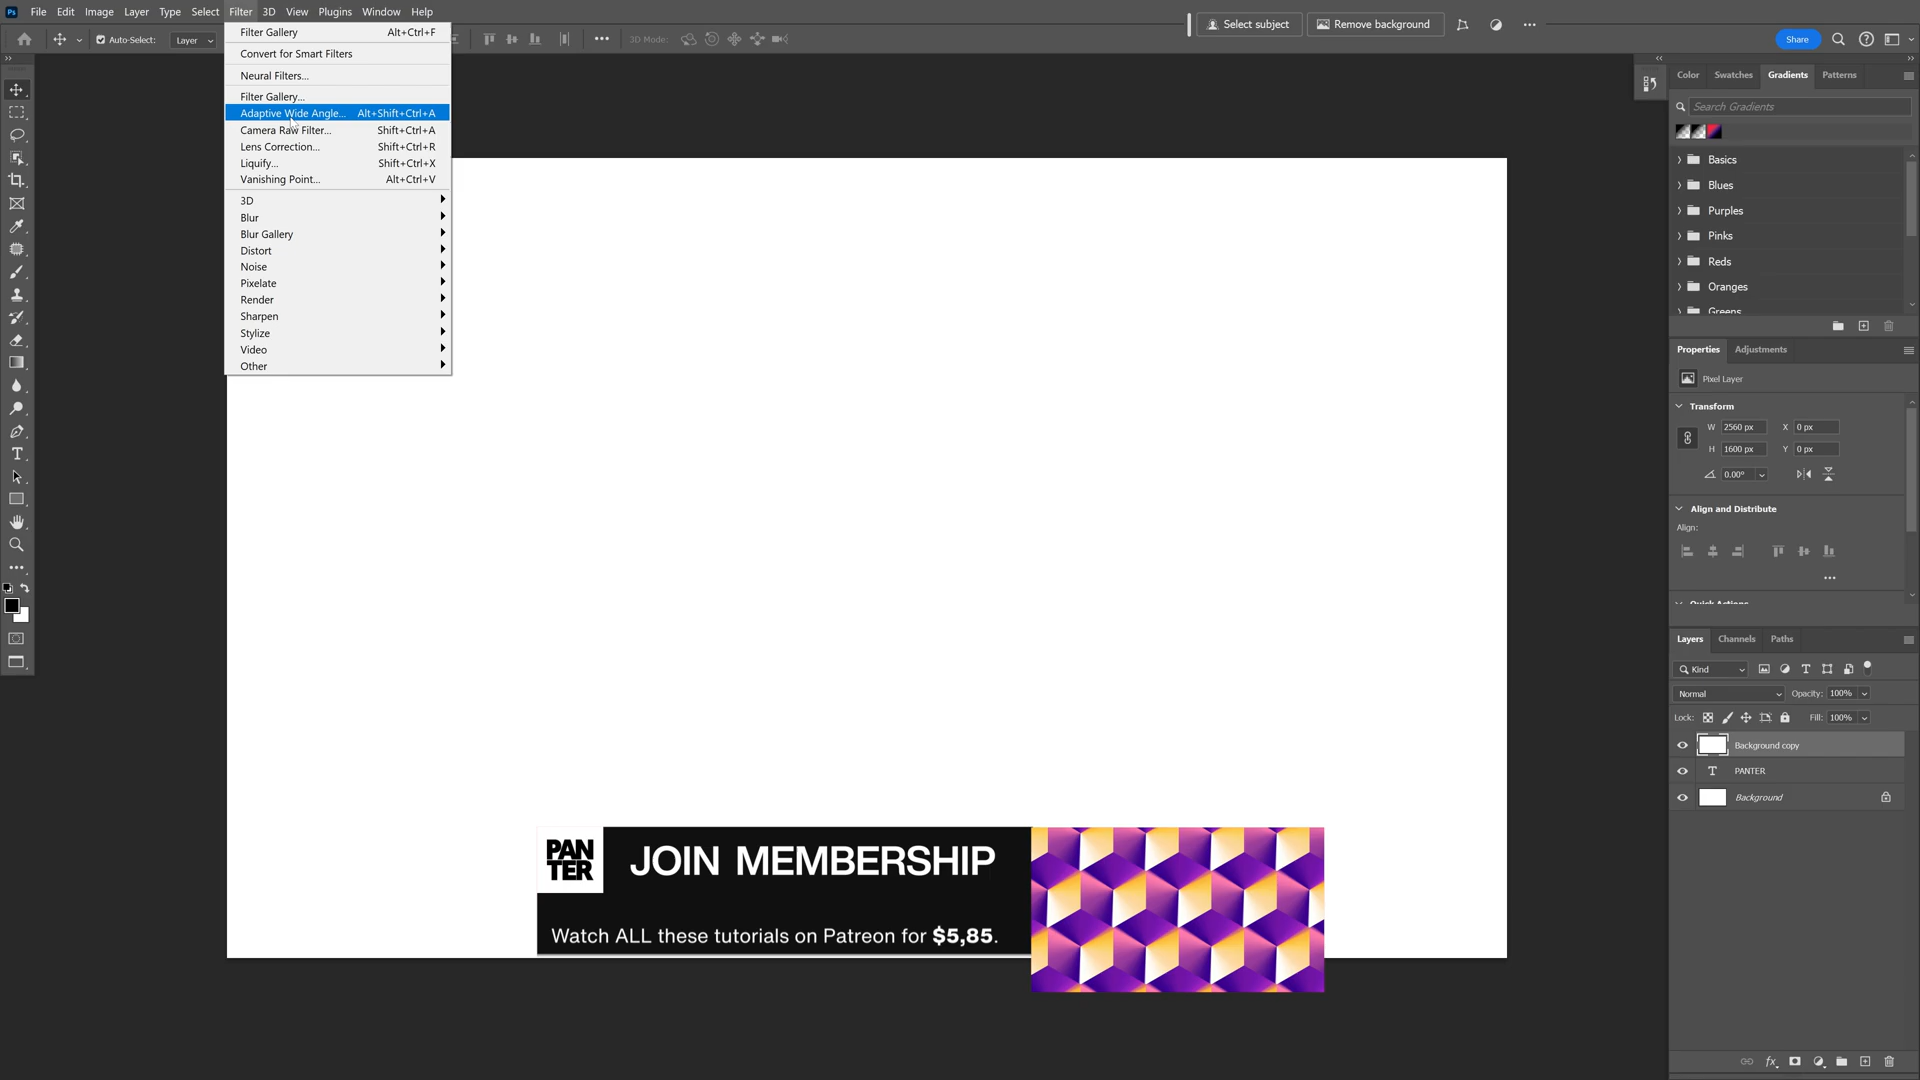 Ps File Edit Image Layer Type Select Filter 3D View Plugins Window Help
Select subject Remove background
Auto-Select: Layer 3D Mode: Share
Filter Gallery Alt+Ctrl+F
Convert for Smart Filters
Neural Filters...
Filter Gallery...
Adaptive Wide Angle... Alt+Shift+Ctrl+A
Camera Raw Filter... Shift+Ctrl+A
Lens Correction... Shift+Ctrl+R
Liquify... Shift+Ctrl+X
Vanishing Point... Alt+Ctrl+V
3D
Blur
Blur Gallery
Distort
Noise
Pixelate
Render
Sharpen
Stylize
Video
Other
Color Swatches Gradients Patterns
Search Gradients
Basics
Blues
Purples
Pinks
Reds
Oranges
Greens
Properties Adjustments
Pixel Layer
Transform
W 2560 px X 0 px
H 1600 px Y 0 px
0.00°
Align and Distribute
Align:
Quick Actions
Layers Channels Paths
Kind
Normal Opacity: 100%
Lock: Fill: 100%
Background copy
T PANTER
Background
PAN
TER
JOIN MEMBERSHIP
Watch ALL these tutorials on Patreon for $5,85.